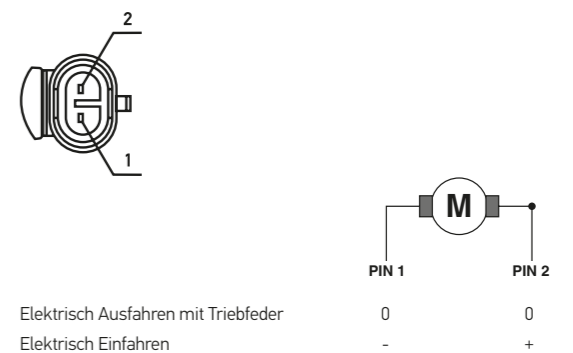 2
1
M
PIN 1 PIN 2
Elektrisch Ausfahren mit Triebfeder 0 0
Elektrisch Einfahren - +